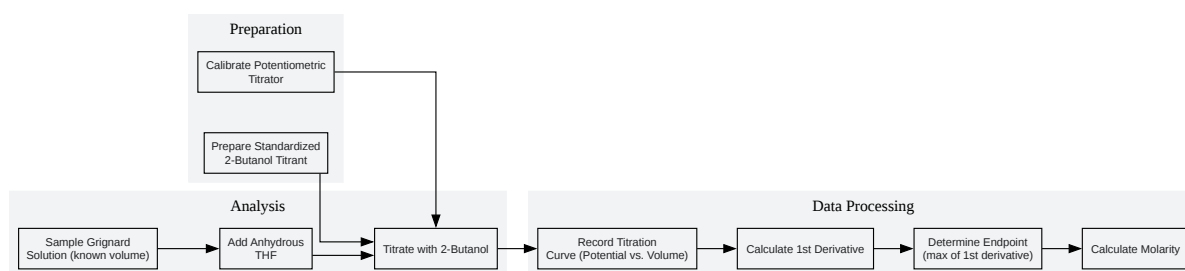 Preparation
Calibrate Potentiometric
Titrator
Prepare Standardized
2-Butanol Titrant
Analysis
Sample Grignard
Solution (known volume)
Add Anhydrous
THF
Titrate with 2-Butanol
Data Processing
Record Titration
Curve (Potential vs. Volume)
Calculate 1st Derivative
Determine Endpoint
(max of 1st derivative)
Calculate Molarity